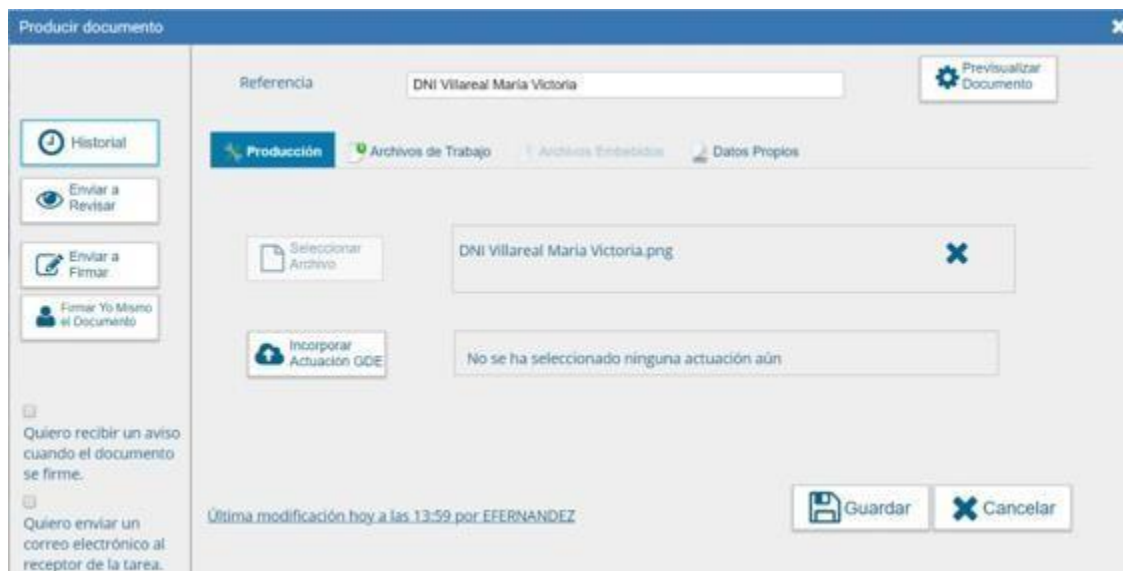 Producir documento
Referencia
DNI Villareal María Victoria
Previsualizar
Documento
Historial
Enviar a
Revisar
Enviar a
Firmar
Firmar Yo Mismo
el Documento
Quiero recibir un aviso
cuando el documento
se firme.
Quiero enviar un
correo electrónico al
receptor de la tarea.
Producción
Archivos de Trabajo
Archivos Embebidos
Datos Propios
Seleccionar
Archivo
DNI Villareal María Victoria.png
Incorporar
Actuación GDE
No se ha seleccionado ninguna actuación aún
Última modificación hoy a las 13:59 por EFERNANDEZ
Guardar
Cancelar